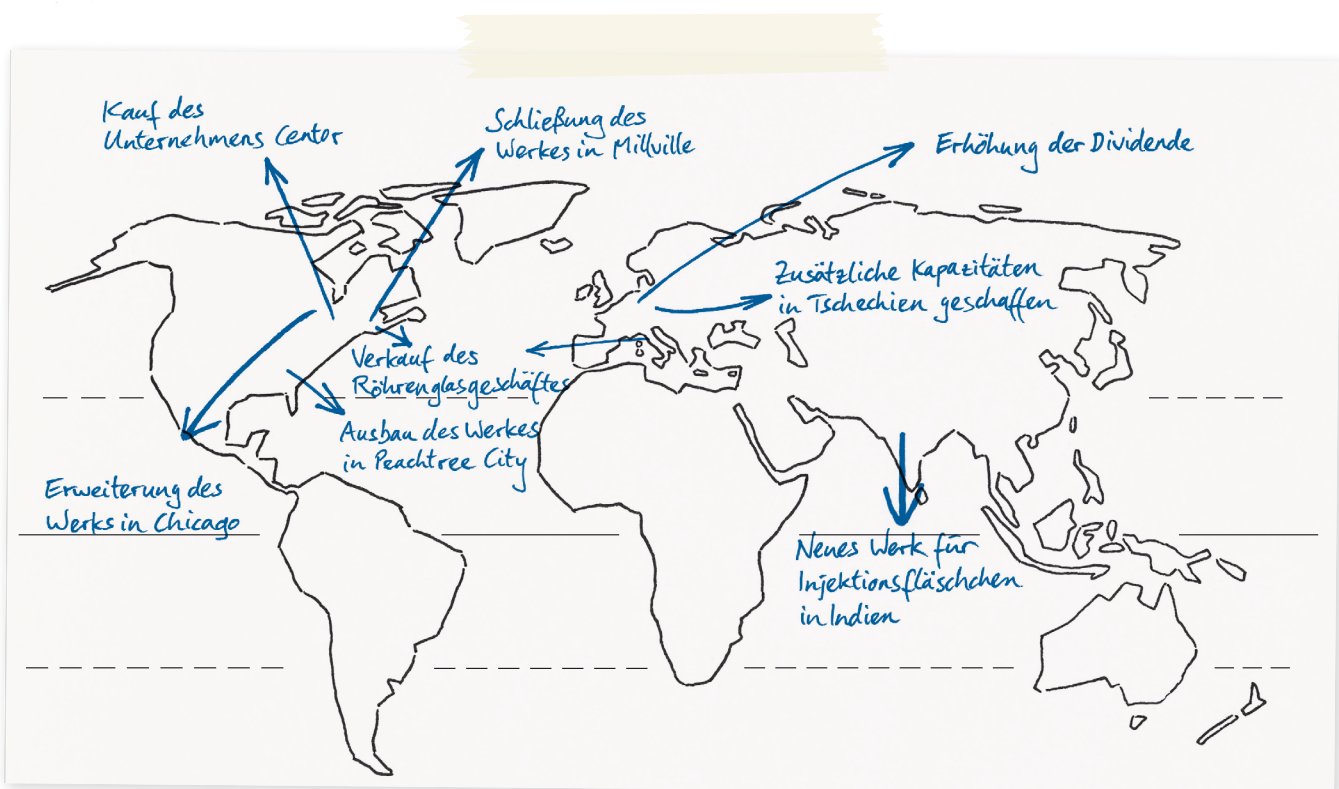 Kauf des
Unternehmens Centor
Schließung des
Werkes in Millville
Erhöhung der Dividende
Zusätzliche Kapazitäten
in Tschechien geschaffen
Verkauf des
Röhrenglasgeschäftes
Ausbau des Werkes
in Peachtree City
Erweiterung des
Werks in Chicago
Neues Werk für
Injektionsfläschchen
in Indien